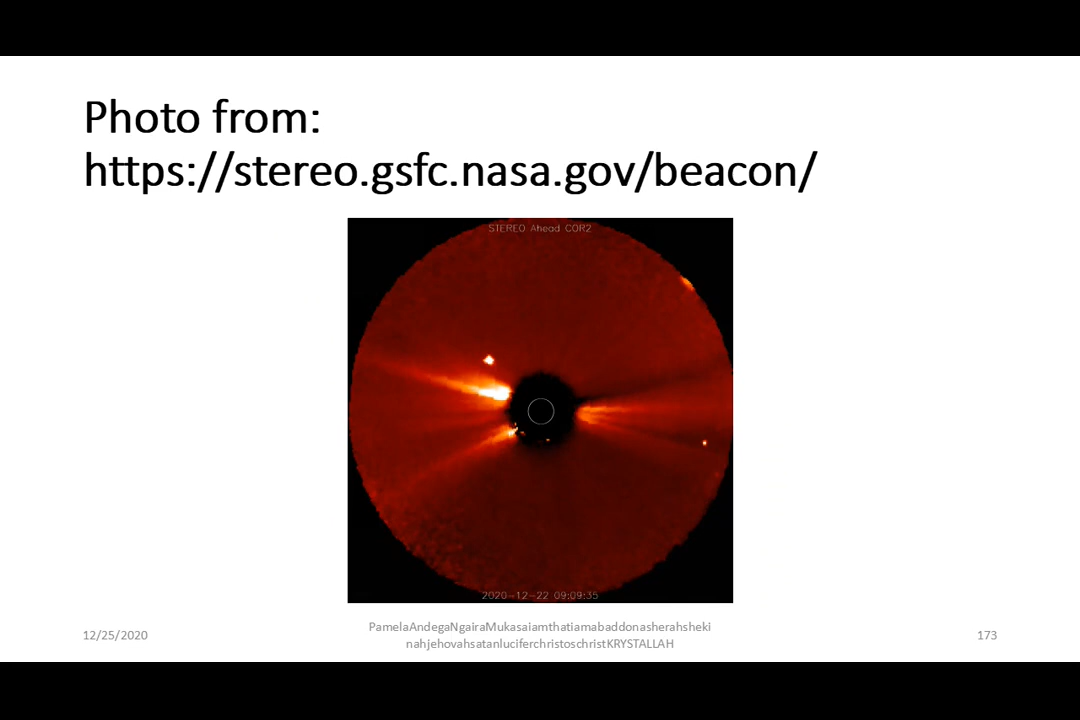 Photo from:
https://stereo.gsfc.nasa.gov/beacon/
STEREO Ahead COR2
2020-12-22 09:09:35
12/25/2020
PamelaAndegaNgairaMukasaiamthatiamabaddonasherahsheki
nahjehovahsatanluciferchristoschristKRYSTALLAH
173